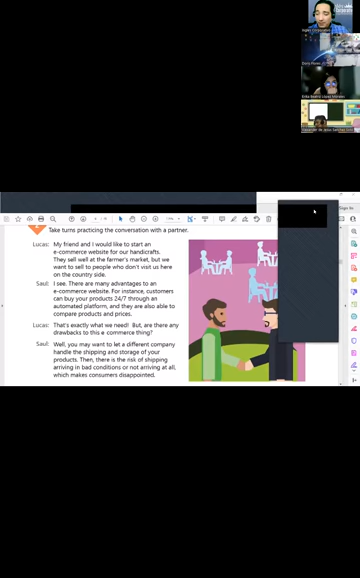 Take turns practicing the conversation with a partner.
Lucas: My friend and I would like to start an
e-commerce website for our handicrafts.
They sell well at the farmer's market, but we
want to sell to people who don't visit us here
on the country side.
Saul: I see. There are many advantages to an
e-commerce website. For instance, customers
can buy your products 24/7 through an
automated platform, and they are also able to
compare products and prices.
Lucas: That's exactly what we need! But, are there any
drawbacks to this e commerce thing?
Saul: Well, you may want to let a different company
handle the shipping and storage of your
products. Then, there is the risk of shipping
arriving in bad conditions or not arriving at all,
which makes consumers disappointed.